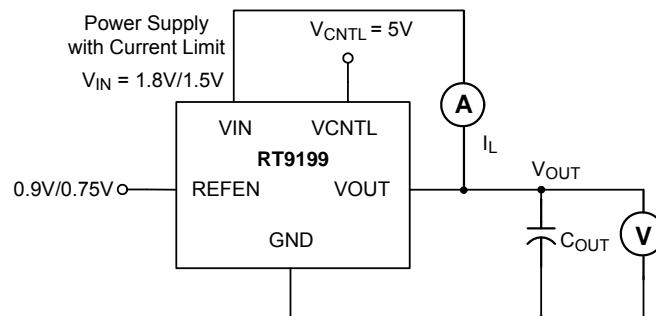 Power Supply
with Current Limit
V_IN = 1.8V/1.5V
V_CNTL = 5V
A
I_L
VIN
VCNTL
RT9199
0.9V/0.75V
REFEN
VOUT
V_OUT
GND
C_OUT
V